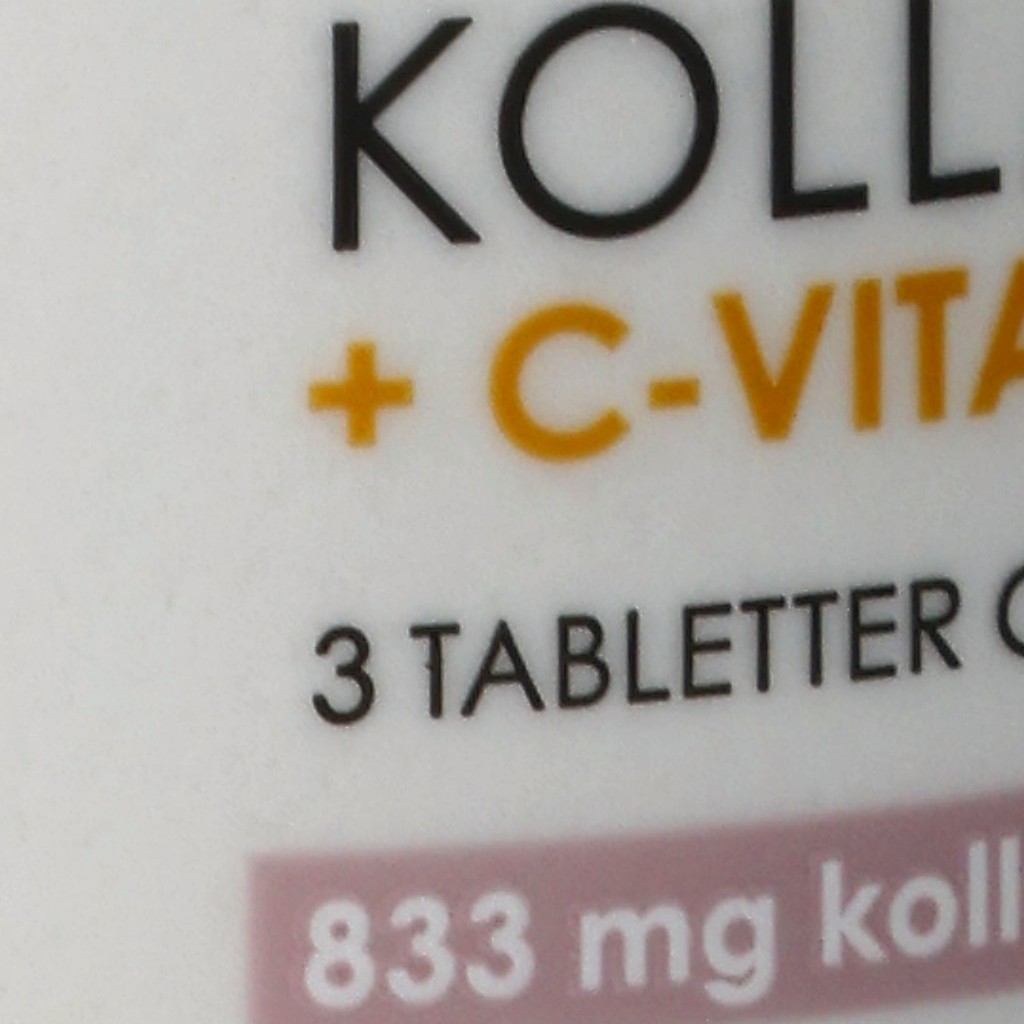 KOLL
+ C-VITA
3 TABLETTER
833 mg koll